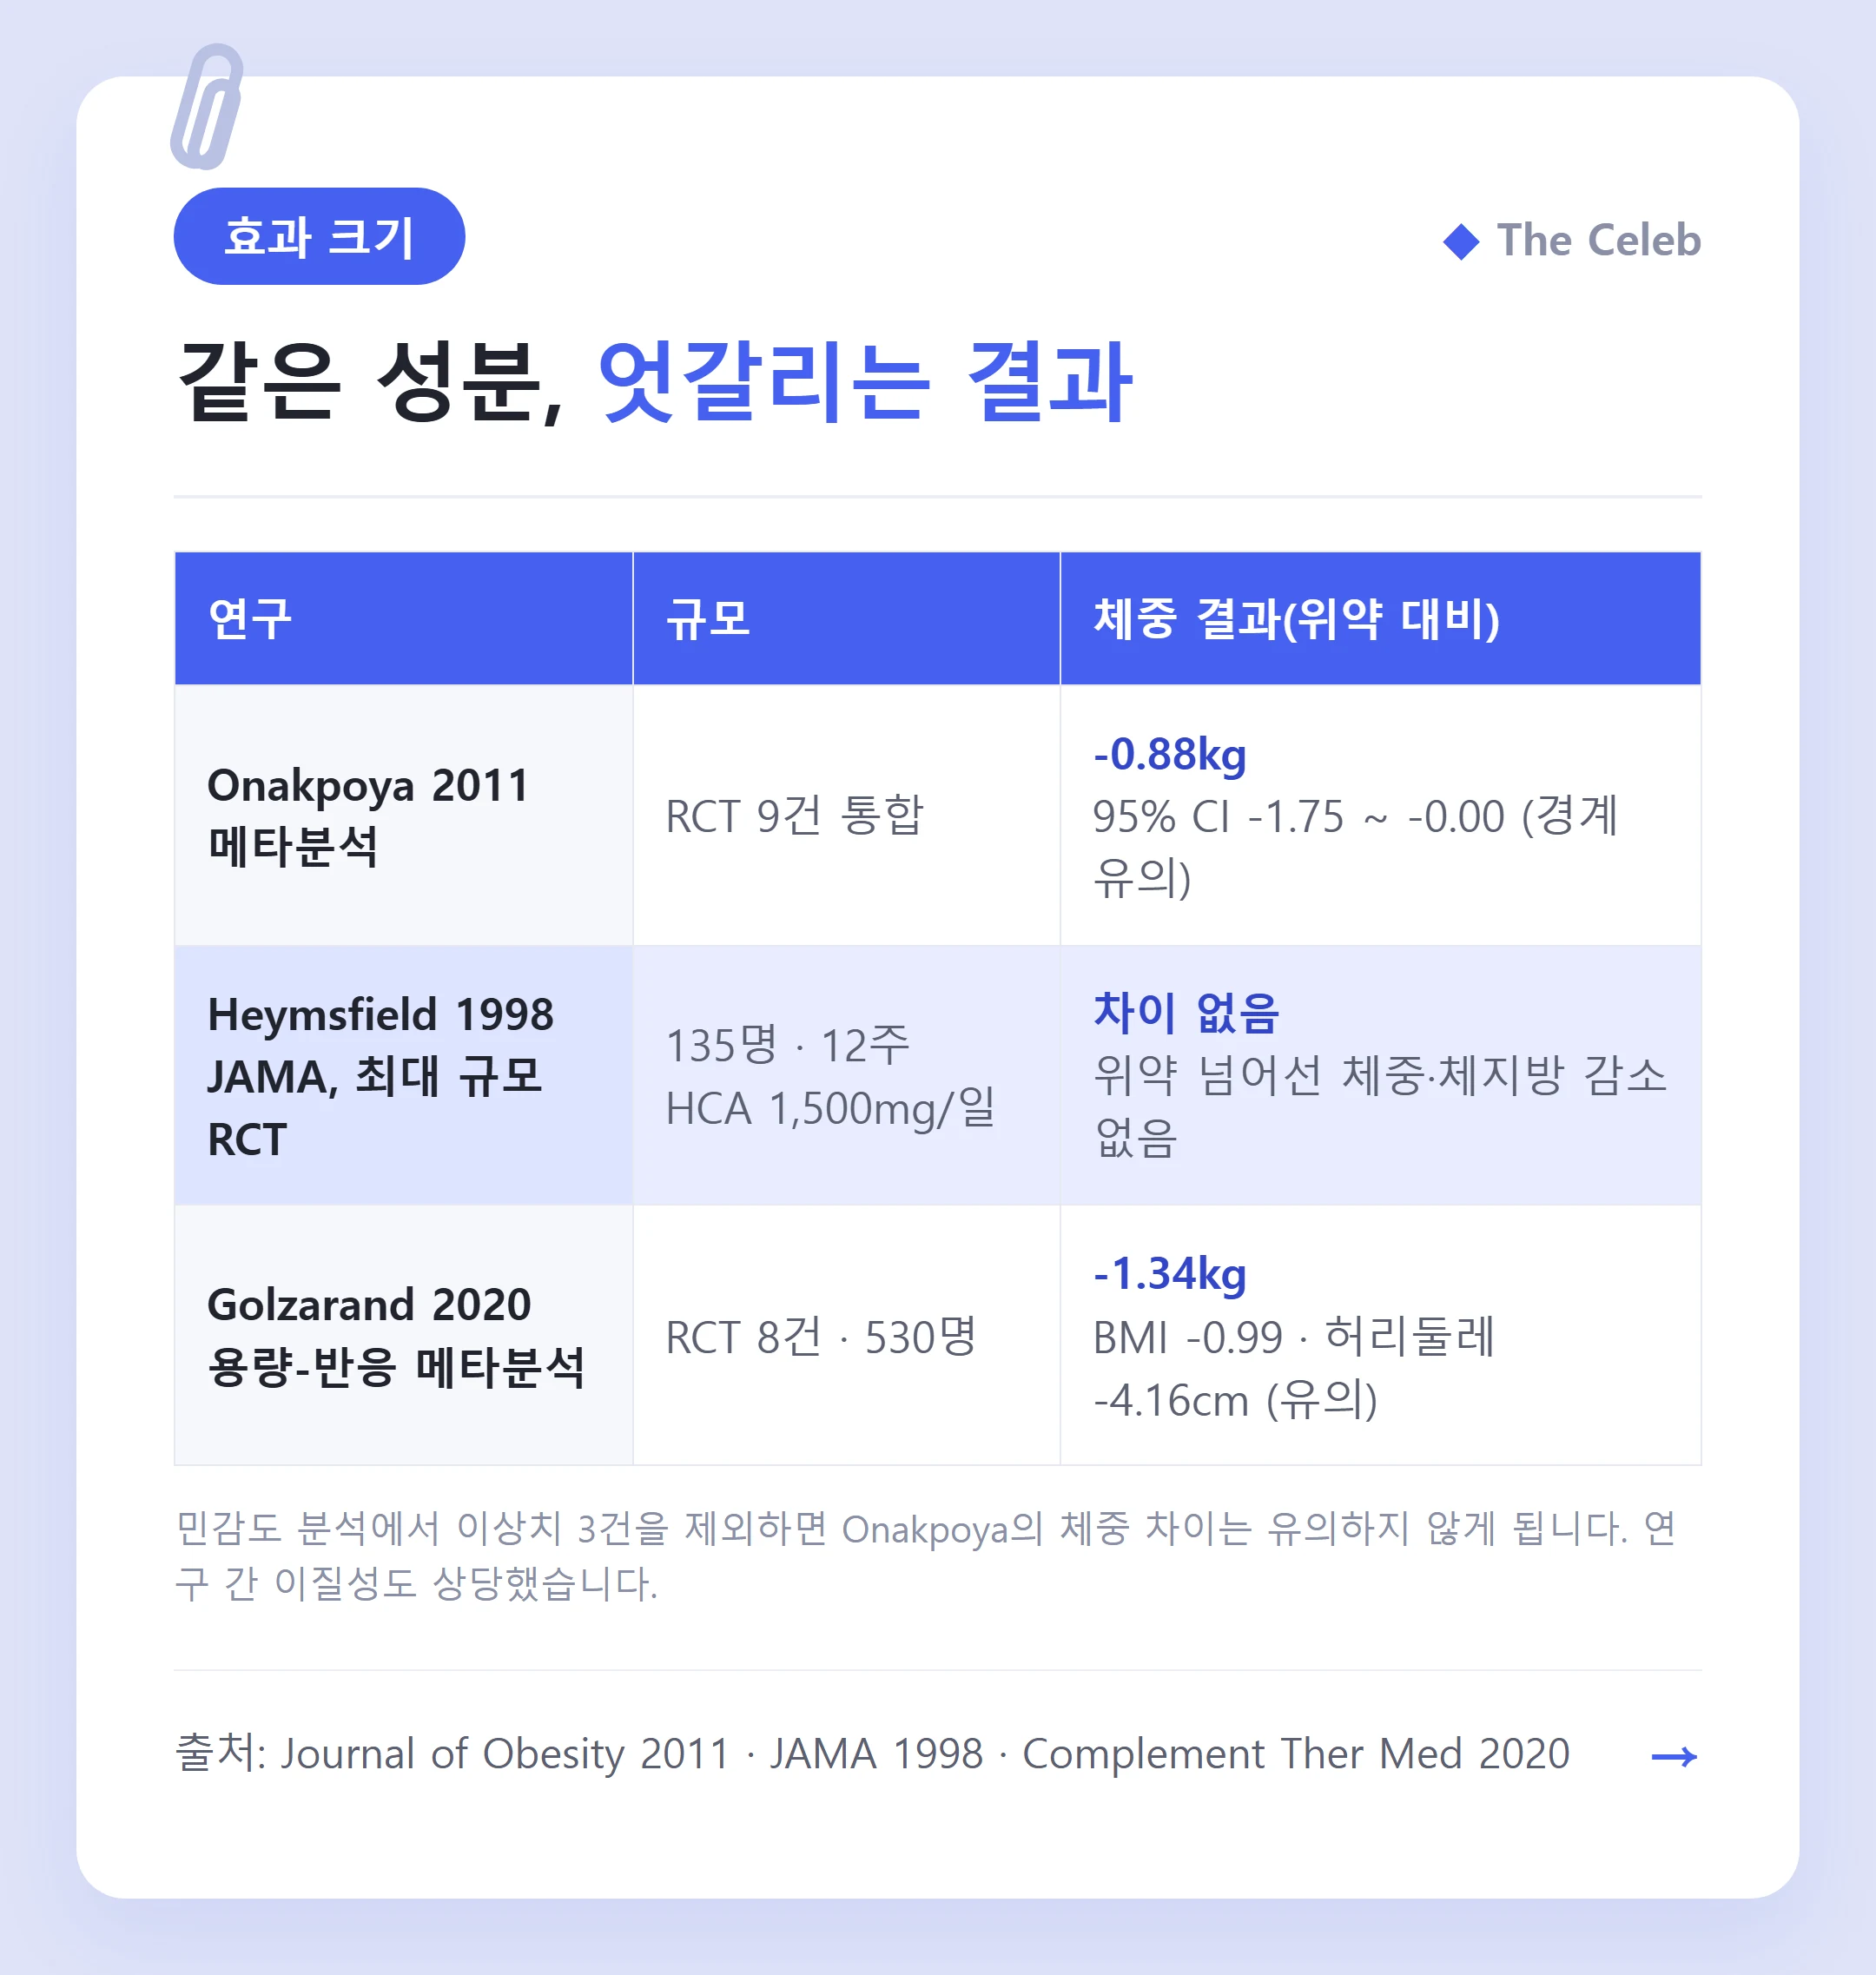 효과 크기
◆ The Celeb
같은 성분, 엇갈리는 결과
연구
규모
체중 결과(위약 대비)
Onakpoya 2011
메타분석
RCT 9건 통합
-0.88kg
95% CI -1.75 ~ -0.00 (경계
유의)
Heymsfield 1998
JAMA, 최대 규모
RCT
135명 · 12주
HCA 1,500mg/일
차이 없음
위약 넘어선 체중·체지방 감소
없음
Golzarand 2020
용량-반응 메타분석
RCT 8건 · 530명
-1.34kg
BMI -0.99 · 허리둘레
-4.16cm (유의)
민감도 분석에서 이상치 3건을 제외하면 Onakpoya의 체중 차이는 유의하지 않게 됩니다. 연
구 간 이질성도 상당했습니다.
출처: Journal of Obesity 2011 · JAMA 1998 · Complement Ther Med 2020 →